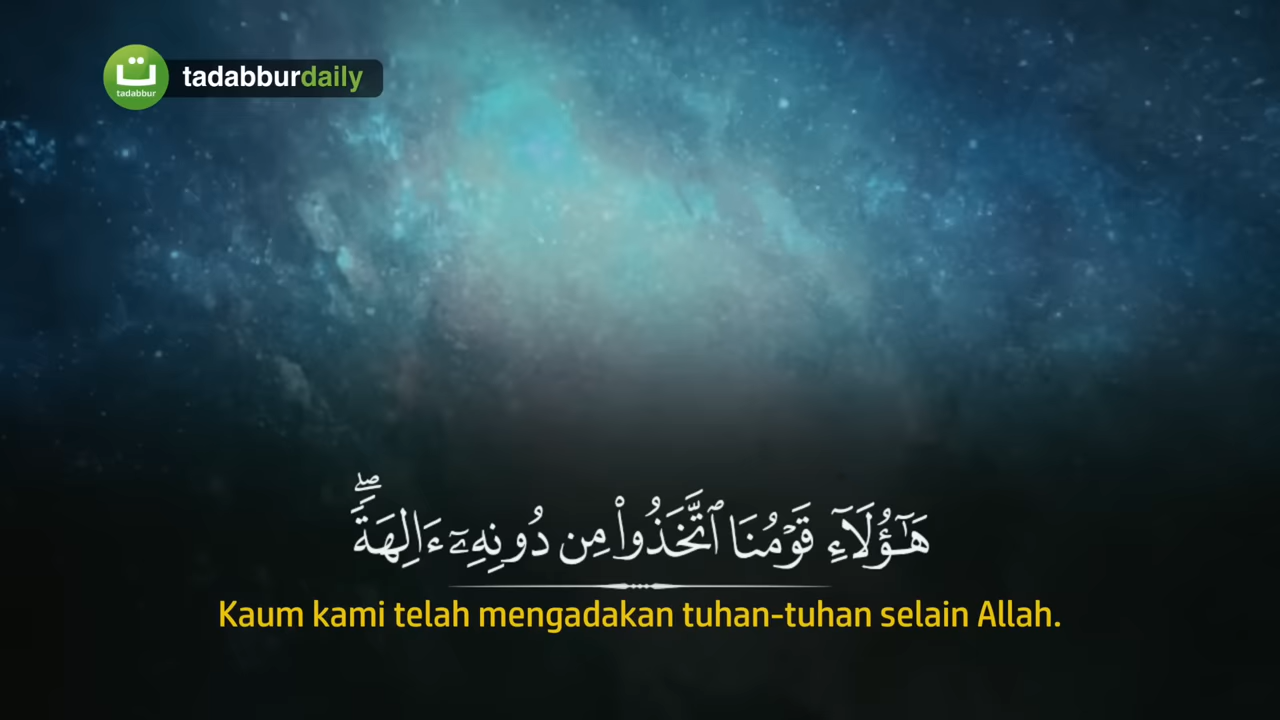 ت
tadabbur
tadabburdaily
هَـٰٓؤُلَآءِ قَوْمُنَا ٱتَّخَذُوا۟ مِن دُونِهِۦٓ ءَالِهَةً ۖ
Kaum kami telah mengadakan tuhan-tuhan selain Allah.